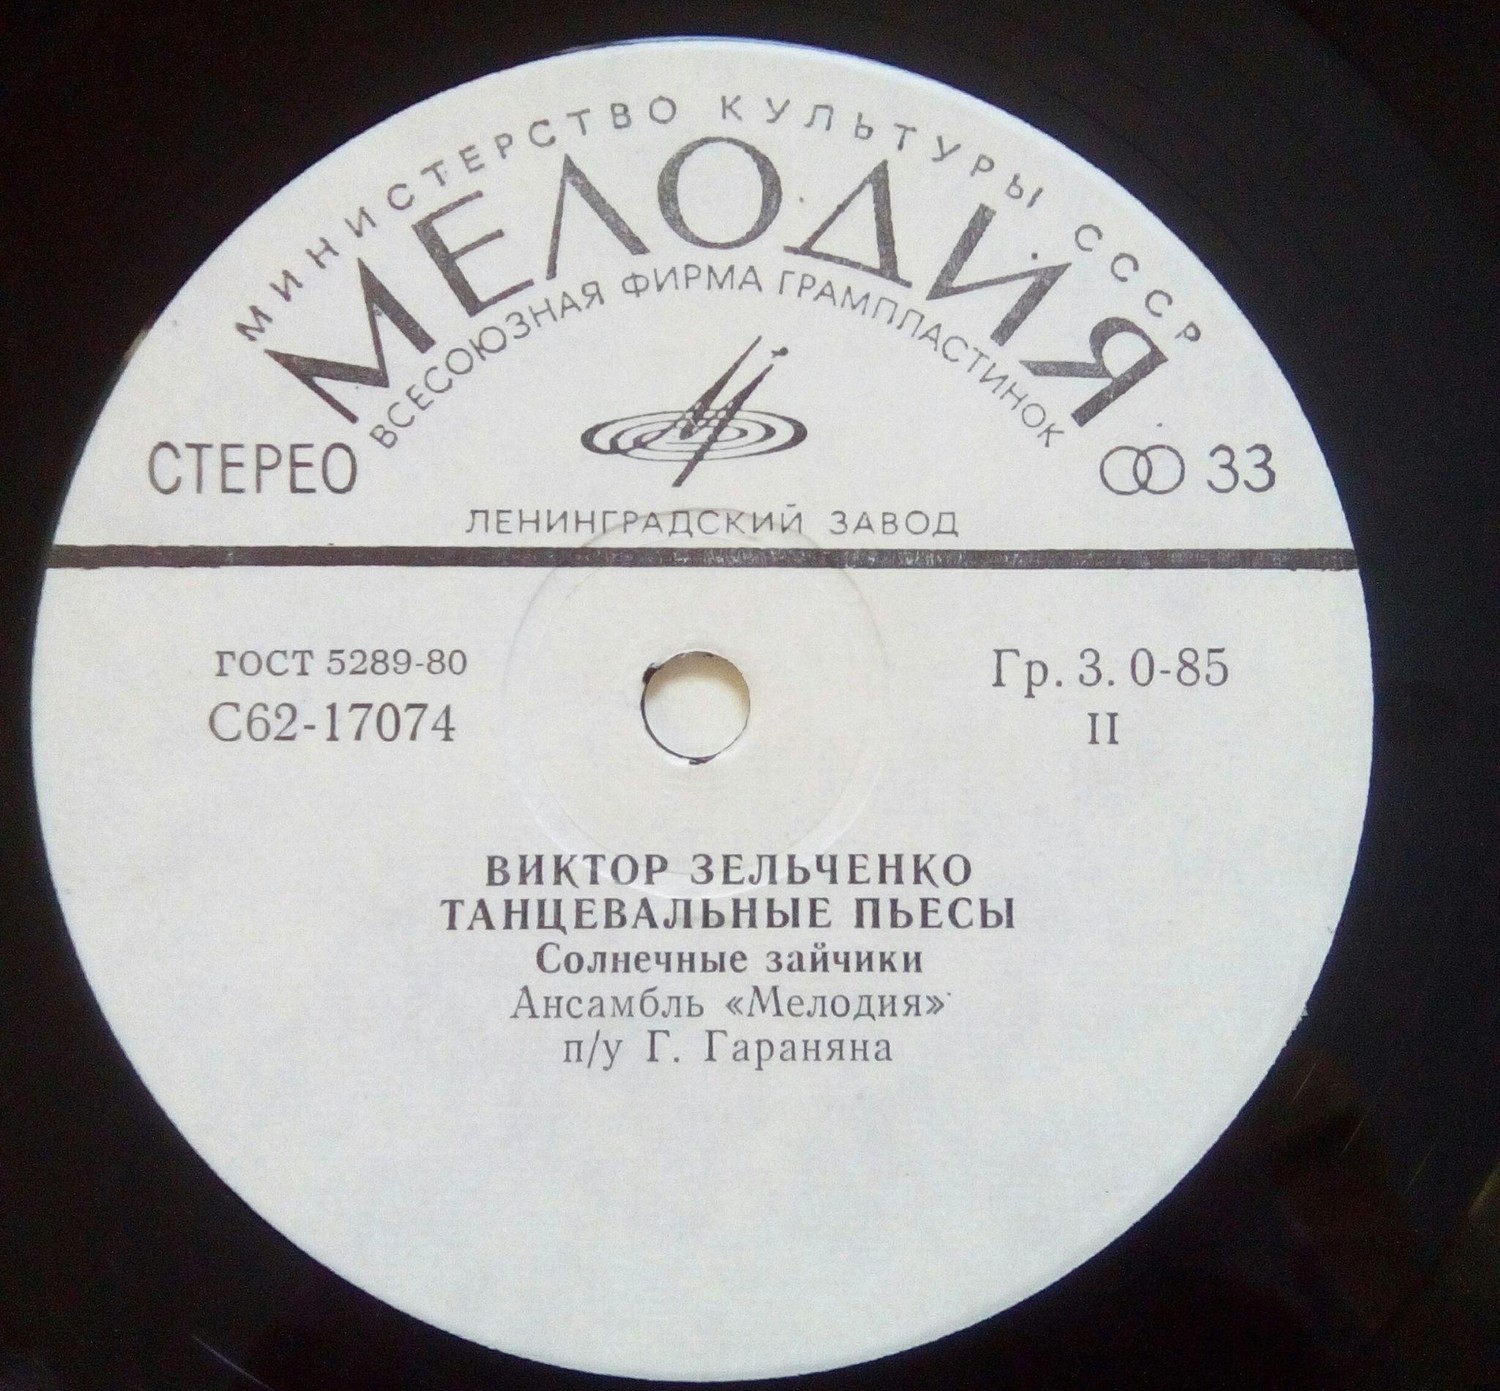 МИНИСТЕРСТВО КУЛЬТУРЫ СССР
МЕЛОДИЯ
ВСЕСОЮЗНАЯ ФИРМА ГРАМПЛАСТИНОК
СТЕРЕО
33
ЛЕНИНГРАДСКИЙ ЗАВОД
ГОСТ 5289-80
Гр. 3. 0-85
С62-17074
II
ВИКТОР ЗЕЛЬЧЕНКО
ТАНЦЕВАЛЬНЫЕ ПЬЕСЫ
Солнечные зайчики
Ансамбль «Мелодия»
п/у Г. Гараняна